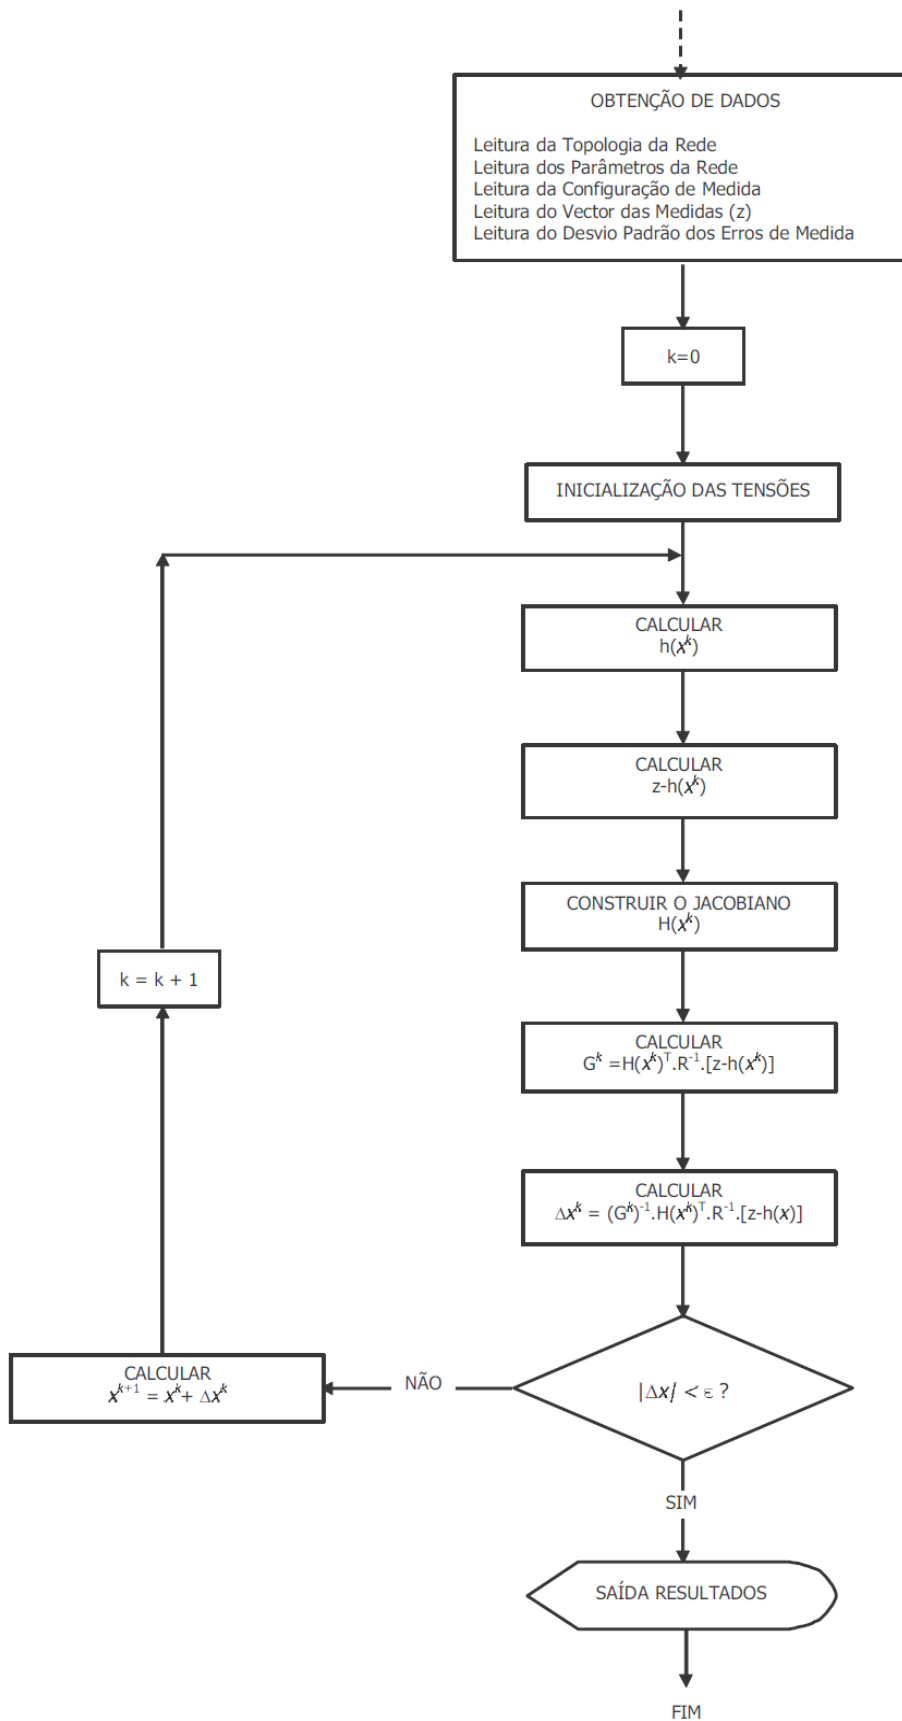 OBTENÇÃO DE DADOS
Leitura da Topologia da Rede
Leitura dos Parâmetros da Rede
Leitura da Configuração de Medida
Leitura do Vector das Medidas (z)
Leitura do Desvio Padrão dos Erros de Medida
k=0
INICIALIZAÇÃO DAS TENSÕES
CALCULAR
h(x^k)
CALCULAR
z-h(x^k)
CONSTRUIR O JACOBIANO
H(x^k)
k = k + 1
CALCULAR
G^k =H(x^k)^T.R^-1.[z-h(x^k)]
CALCULAR
Δx^k = (G^k)^-1.H(x^k)^T.R^-1.[z-h(x)]
CALCULAR
x^k+1 = x^k+ Δx^k
NÃO
|Δx| < ε ?
SIM
SAÍDA RESULTADOS
FIM